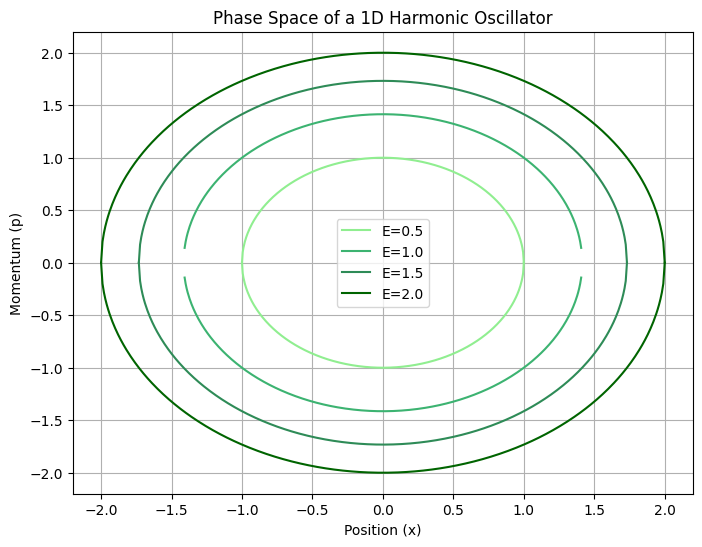 Phase Space of a 1D Harmonic Oscillator
Momentum (p)
2.0
1.5
1.0
0.5
0.0
−0.5
−1.0
−1.5
−2.0
E=0.5
E=1.0
E=1.5
E=2.0
−2.0 −1.5 −1.0 −0.5 0.0 0.5 1.0 1.5 2.0
Position (x)